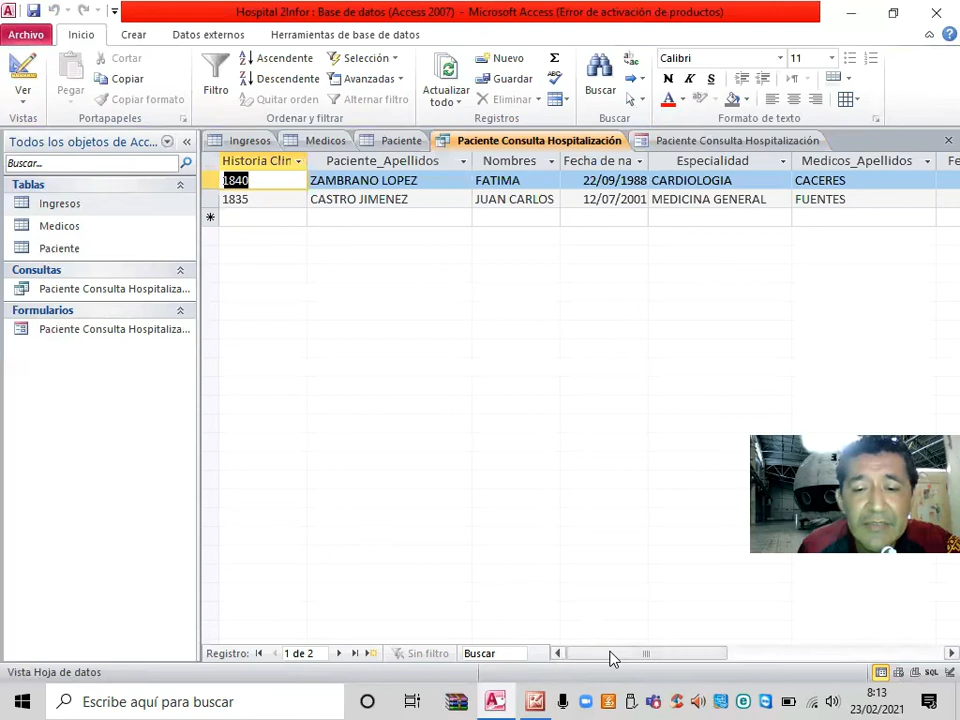 Hospital 2Infor : Base de datos (Access 2007) - Microsoft Access (Error de activación de productos)
Archivo Inicio Crear Datos externos Herramientas de base de datos
Ver
Vistas
Pegar
Cortar
Copiar
Copiar formato
Portapapeles
Filtro
Ascendente
Descendente
Quitar orden
Selección
Avanzadas
Alternar filtro
Ordenar y filtrar
Actualizar
todo
Nuevo
Guardar
Eliminar
Registros
Buscar
Buscar
Calibri 11
N K S
Formato de texto
Todos los objetos de Acc...
Buscar...
Tablas
Ingresos
Medicos
Paciente
Consultas
Paciente Consulta Hospitaliza...
Formularios
Paciente Consulta Hospitaliza...
Ingresos Medicos Paciente Paciente Consulta Hospitalización Paciente Consulta Hospitalización
Historia Clin Paciente_Apellidos Nombres Fecha de na Especialidad Medicos_Apellidos Fe
1840 ZAMBRANO LOPEZ FATIMA 22/09/1988 CARDIOLOGIA CACERES
1835 CASTRO JIMENEZ JUAN CARLOS 12/07/2001 MEDICINA GENERAL FUENTES
Registro: 1 de 2 Sin filtro Buscar
Vista Hoja de datos
SQL
Escribe aquí para buscar
8:13
23/02/2021